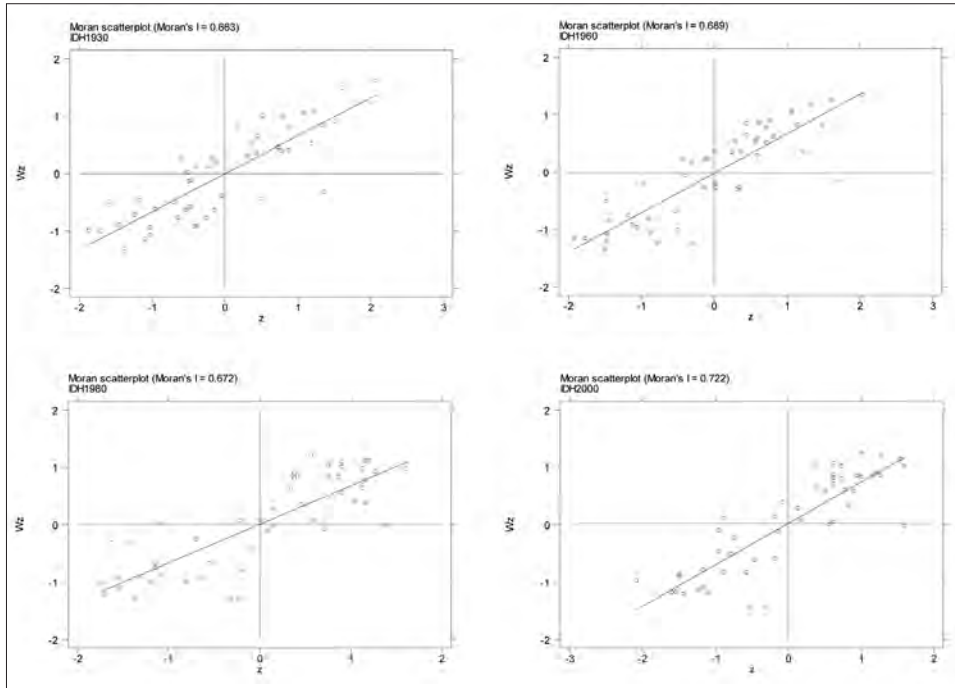 Moran scatterplot (Moran's I = 0.663)
IDH1930
2
1
0
-1
-2
Wz
-2 -1 0 1 2 3
z
Moran scatterplot (Moran's I = 0.689)
IDH1960
2
1
0
-1
-2
Wz
-2 -1 0 1 2 3
z
Moran scatterplot (Moran's I = 0.672)
IDH1980
2
1
0
-1
-2
Wz
-2 -1 0 1 2
z
Moran scatterplot (Moran's I = 0.722)
IDH2000
2
1
0
-1
-2
Wz
-3 -2 -1 0 1 2
z